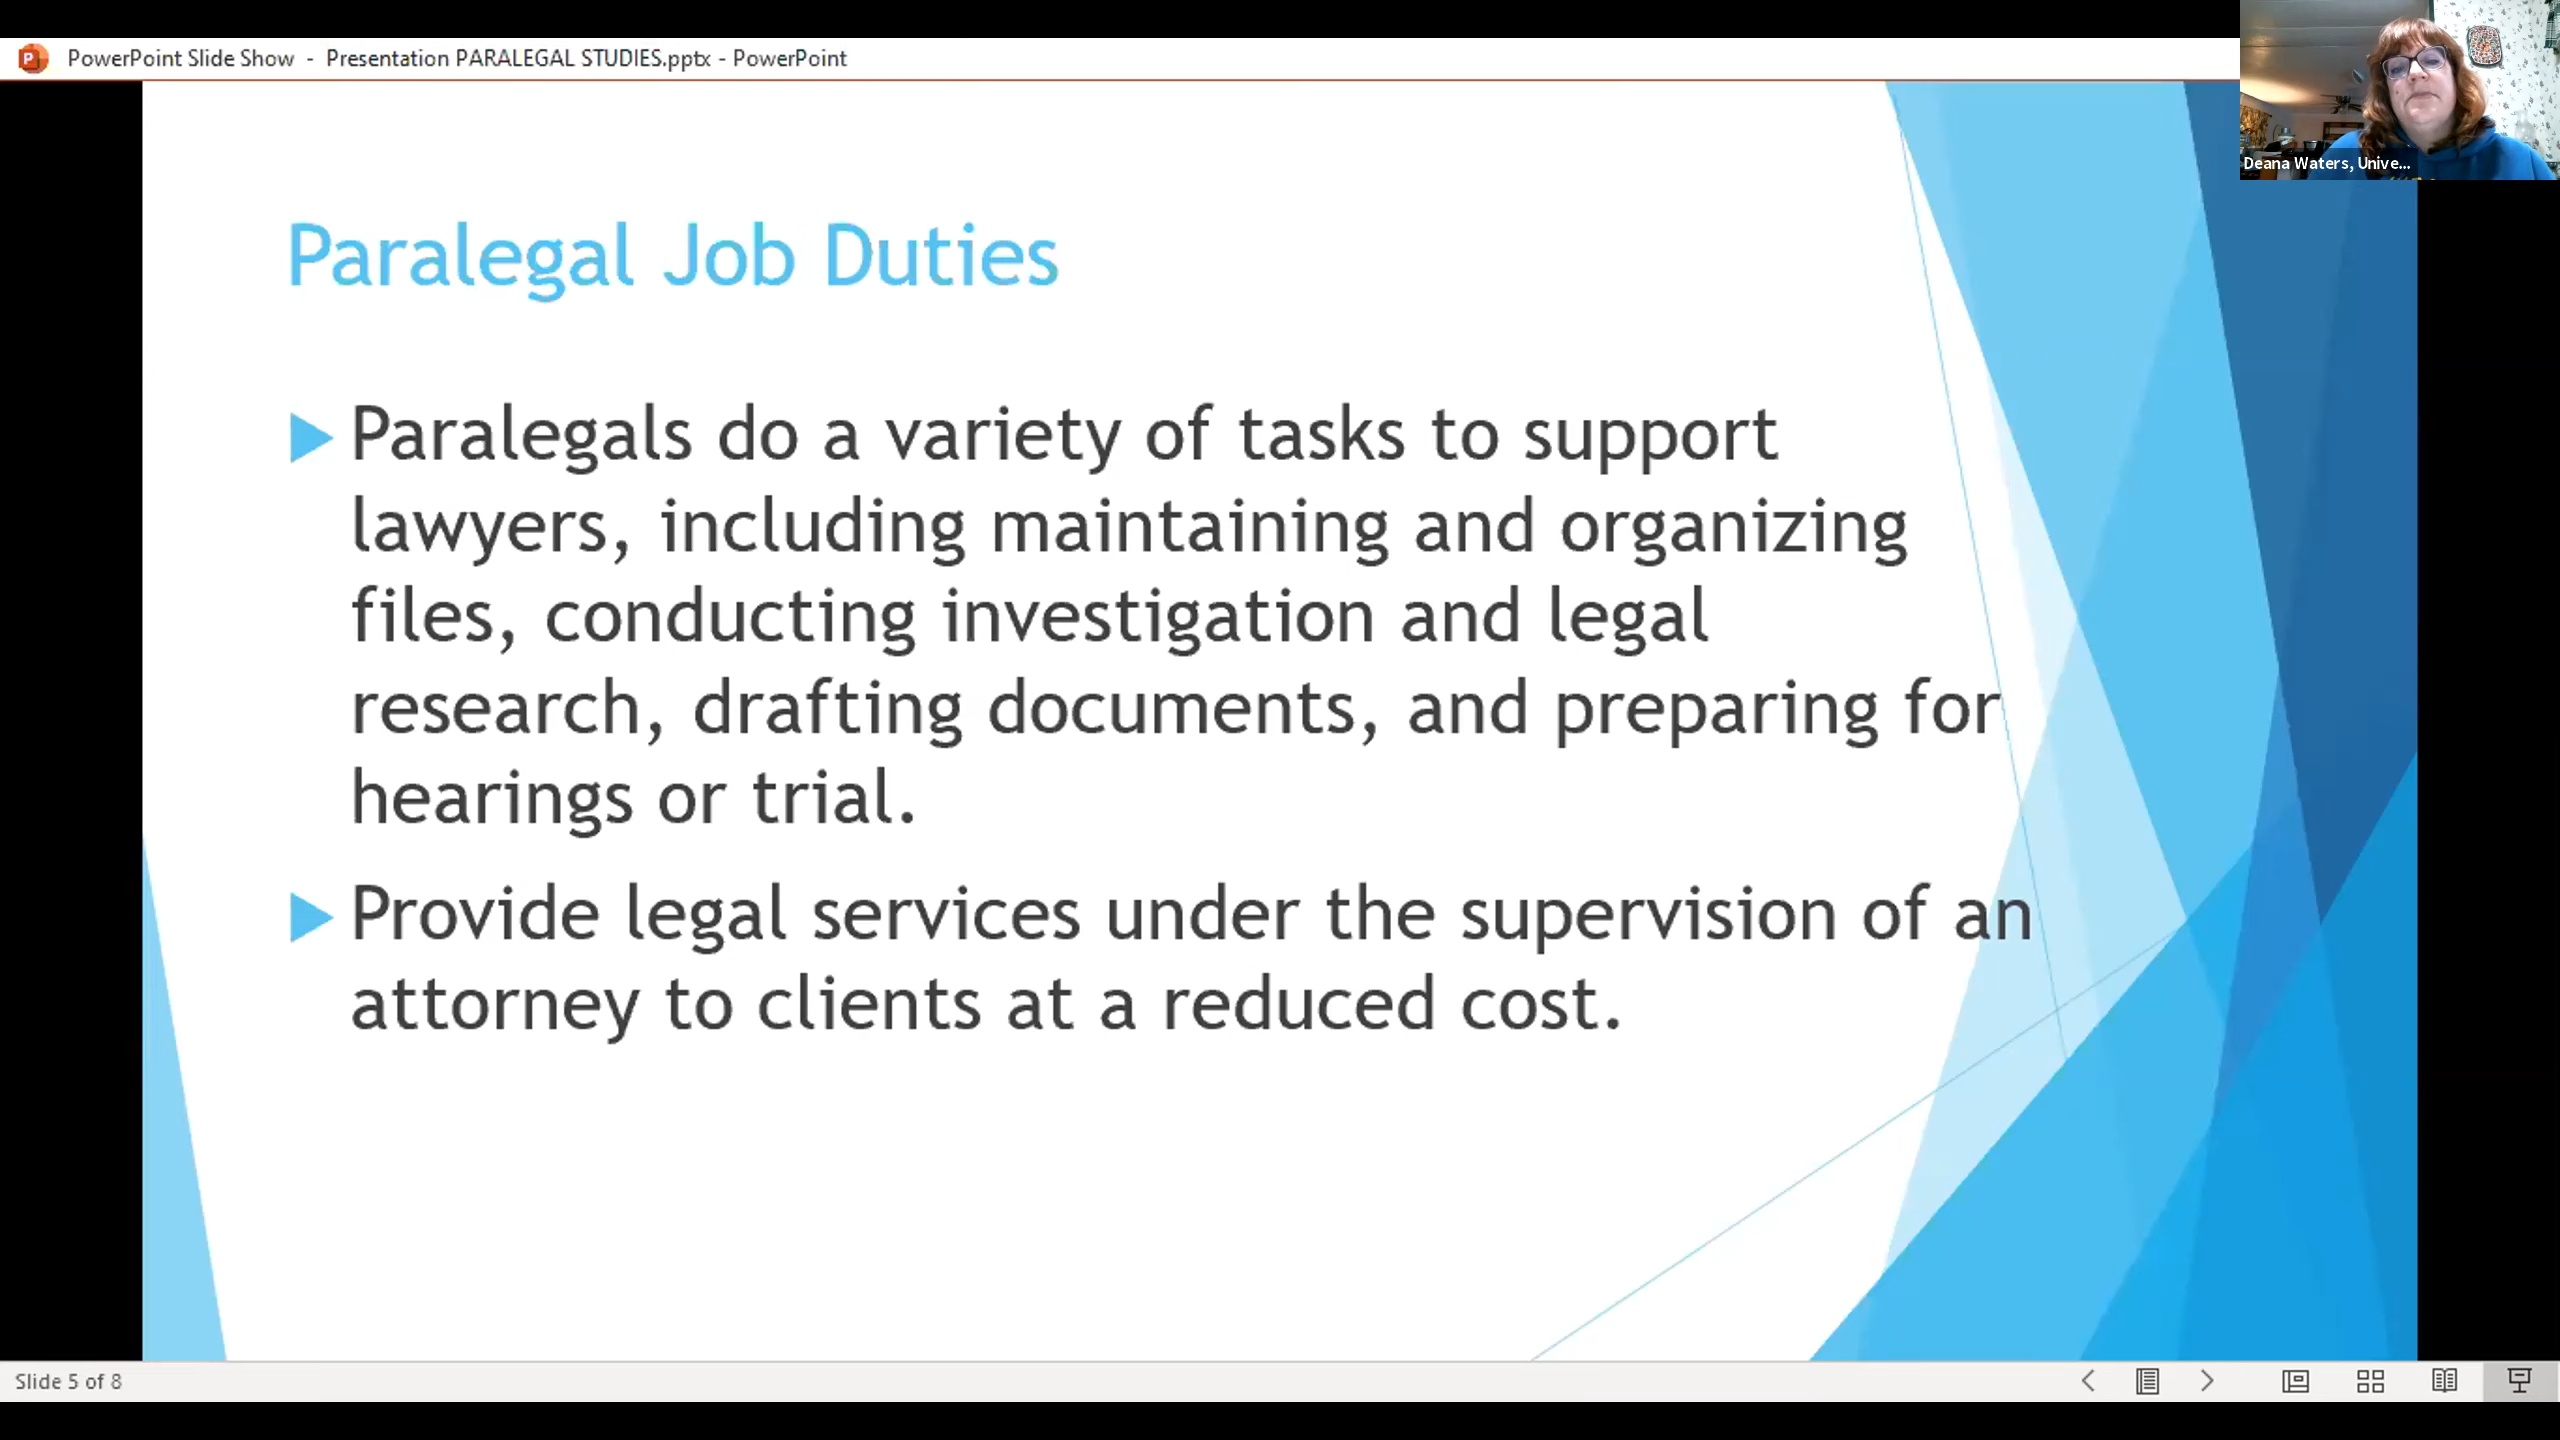 PowerPoint Slide Show - Presentation PARALEGAL STUDIES.pptx - PowerPoint
Deana Waters, Unive...
Paralegal Job Duties
Paralegals do a variety of tasks to support
lawyers, including maintaining and organizing
files, conducting investigation and legal
research, drafting documents, and preparing for
hearings or trial.
Provide legal services under the supervision of an
attorney to clients at a reduced cost.
Slide 5 of 8